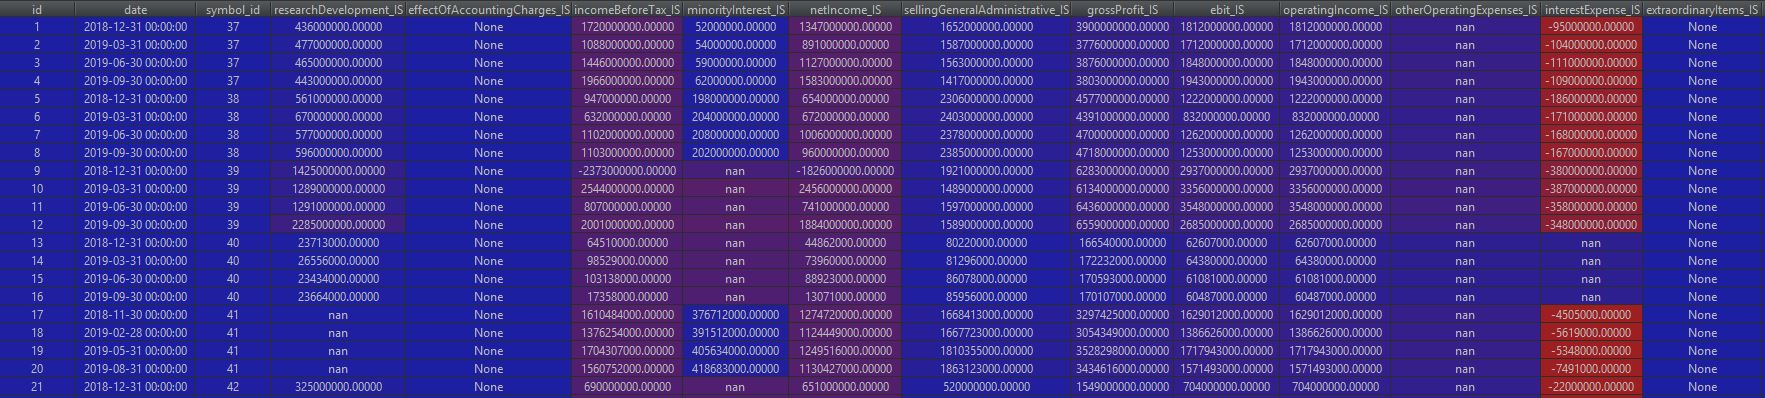 id date symbol_id researchDevelopment_IS effectOfAccountingCharges_IS incomeBeforeTax_IS minorityInterest_IS netIncome_IS sellingGeneralAdministrative_IS grossProfit_IS ebit_IS operatingIncome_IS otherOperatingExpenses_IS interestExpense_IS extraordinaryItems_IS
1 2018-12-31 00:00:00 37 436000000.00000 None 1720000000.00000 52000000.00000 1347000000.00000 1652000000.00000 3900000000.00000 1812000000.00000 1812000000.00000 nan -95000000.00000 None
2 2019-03-31 00:00:00 37 477000000.00000 None 1088000000.00000 54000000.00000 891000000.00000 1587000000.00000 3776000000.00000 1712000000.00000 1712000000.00000 nan -104000000.00000 None
3 2019-06-30 00:00:00 37 465000000.00000 None 1446000000.00000 59000000.00000 1127000000.00000 1563000000.00000 3876000000.00000 1848000000.00000 1848000000.00000 nan -111000000.00000 None
4 2019-09-30 00:00:00 37 443000000.00000 None 1966000000.00000 62000000.00000 1583000000.00000 1417000000.00000 3803000000.00000 1943000000.00000 1943000000.00000 nan -109000000.00000 None
5 2018-12-31 00:00:00 38 561000000.00000 None 947000000.00000 198000000.00000 654000000.00000 2306000000.00000 4577000000.00000 1222000000.00000 1222000000.00000 nan -186000000.00000 None
6 2019-03-31 00:00:00 38 670000000.00000 None 632000000.00000 204000000.00000 672000000.00000 2403000000.00000 4391000000.00000 832000000.00000 832000000.00000 nan -171000000.00000 None
7 2019-06-30 00:00:00 38 577000000.00000 None 1102000000.00000 208000000.00000 1006000000.00000 2378000000.00000 4700000000.00000 1262000000.00000 1262000000.00000 nan -168000000.00000 None
8 2019-09-30 00:00:00 38 596000000.00000 None 1103000000.00000 202000000.00000 960000000.00000 2385000000.00000 4718000000.00000 1253000000.00000 1253000000.00000 nan -167000000.00000 None
9 2018-12-31 00:00:00 39 1425000000.00000 None -2373000000.00000 nan -1826000000.00000 1921000000.00000 6283000000.00000 2937000000.00000 2937000000.00000 nan -380000000.00000 None
10 2019-03-31 00:00:00 39 1289000000.00000 None 2544000000.00000 nan 2456000000.00000 1489000000.00000 6134000000.00000 3356000000.00000 3356000000.00000 nan -387000000.00000 None
11 2019-06-30 00:00:00 39 1291000000.00000 None 807000000.00000 nan 741000000.00000 1597000000.00000 6436000000.00000 3548000000.00000 3548000000.00000 nan -358000000.00000 None
12 2019-09-30 00:00:00 39 2285000000.00000 None 2001000000.00000 nan 1884000000.00000 1589000000.00000 6559000000.00000 2685000000.00000 2685000000.00000 nan -348000000.00000 None
13 2018-12-31 00:00:00 40 23713000.00000 None 64510000.00000 nan 44862000.00000 80220000.00000 166540000.00000 62607000.00000 62607000.00000 nan nan None
14 2019-03-31 00:00:00 40 26556000.00000 None 98529000.00000 nan 73960000.00000 81296000.00000 172232000.00000 64380000.00000 64380000.00000 nan nan None
15 2019-06-30 00:00:00 40 23434000.00000 None 103138000.00000 nan 88923000.00000 86078000.00000 170593000.00000 61081000.00000 61081000.00000 nan nan None
16 2019-09-30 00:00:00 40 23664000.00000 None 17358000.00000 nan 13071000.00000 85956000.00000 170107000.00000 60487000.00000 60487000.00000 nan nan None
17 2018-11-30 00:00:00 41 nan None 1610484000.00000 376712000.00000 1274720000.00000 1668413000.00000 3297425000.00000 1629012000.00000 1629012000.00000 nan -4505000.00000 None
18 2019-02-28 00:00:00 41 nan None 1376254000.00000 391512000.00000 1124449000.00000 1667723000.00000 3054349000.00000 1386626000.00000 1386626000.00000 nan -5619000.00000 None
19 2019-05-31 00:00:00 41 nan None 1704307000.00000 405634000.00000 1249516000.00000 1810355000.00000 3528298000.00000 1717943000.00000 1717943000.00000 nan -5348000.00000 None
20 2019-08-31 00:00:00 41 nan None 1560752000.00000 418683000.00000 1130427000.00000 1863123000.00000 3434616000.00000 1571493000.00000 1571493000.00000 nan -7491000.00000 None
21 2018-12-31 00:00:00 42 325000000.00000 None 690000000.00000 nan 651000000.00000 520000000.00000 1549000000.00000 704000000.00000 704000000.00000 nan -22000000.00000 None